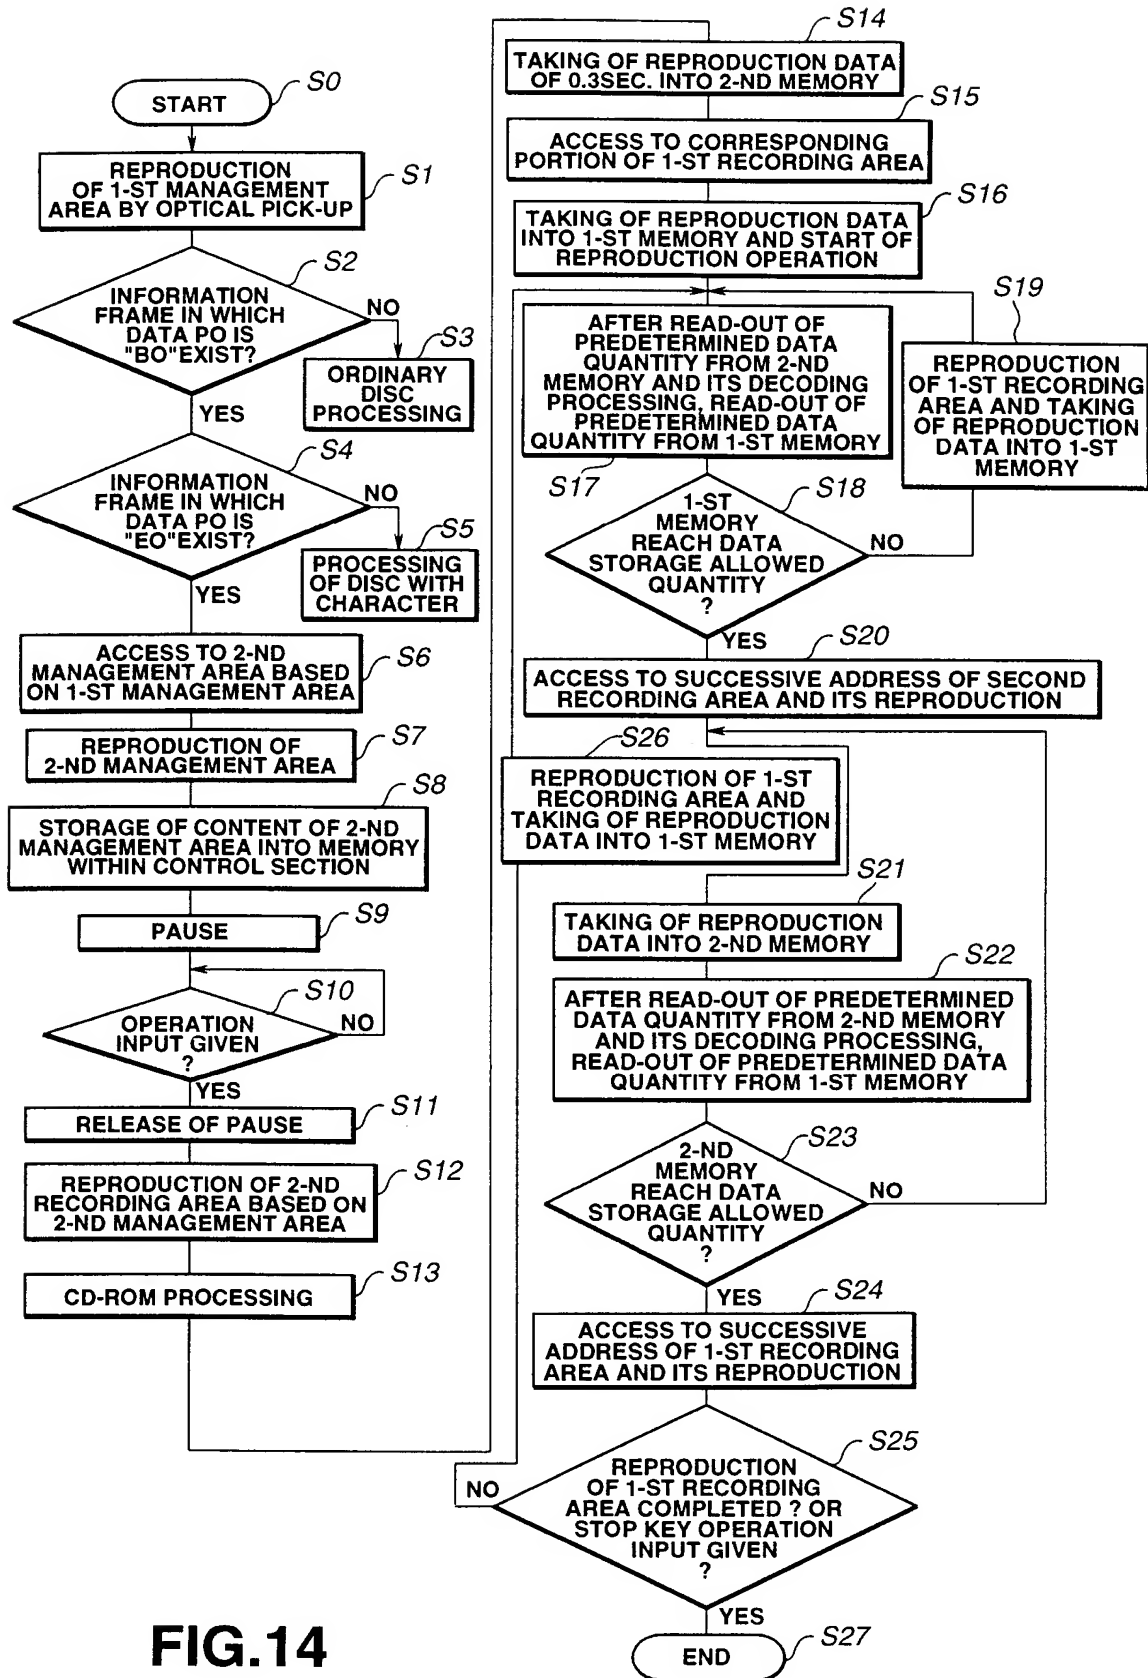 S0
START
S1
REPRODUCTION
OF 1-ST MANAGEMENT
AREA BY OPTICAL PICK-UP
S2
INFORMATION
FRAME IN WHICH
DATA PO IS
"BO"EXIST?
NO
S3
ORDINARY
DISC
PROCESSING
YES
S4
INFORMATION
FRAME IN WHICH
DATA PO IS
"EO"EXIST?
NO
S5
PROCESSING
OF DISC WITH
CHARACTER
YES
S6
ACCESS TO 2-ND
MANAGEMENT AREA BASED
ON 1-ST MANAGEMENT AREA
S7
REPRODUCTION OF
2-ND MANAGEMENT AREA
S8
STORAGE OF CONTENT OF 2-ND
MANAGEMENT AREA INTO MEMORY
WITHIN CONTROL SECTION
S9
PAUSE
S10
OPERATION
INPUT GIVEN
?
NO
YES
S11
RELEASE OF PAUSE
S12
REPRODUCTION OF 2-ND
RECORDING AREA BASED ON
2-ND MANAGEMENT AREA
S13
CD-ROM PROCESSING
S14
TAKING OF REPRODUCTION DATA
OF 0.3SEC. INTO 2-ND MEMORY
S15
ACCESS TO CORRESPONDING
PORTION OF 1-ST RECORDING AREA
S16
TAKING OF REPRODUCTION DATA
INTO 1-ST MEMORY AND START OF
REPRODUCTION OPERATION
AFTER READ-OUT OF
PREDETERMINED DATA
QUANTITY FROM 2-ND
MEMORY AND ITS DECODING
PROCESSING, READ-OUT OF
PREDETERMINED DATA
QUANTITY FROM 1-ST MEMORY
S17
S19
REPRODUCTION
OF 1-ST RECORDING
AREA AND TAKING
OF REPRODUCTION
DATA INTO 1-ST
MEMORY
S18
1-ST
MEMORY
REACH DATA
STORAGE ALLOWED
QUANTITY
?
NO
YES
S20
ACCESS TO SUCCESSIVE ADDRESS OF SECOND
RECORDING AREA AND ITS REPRODUCTION
S26
REPRODUCTION OF 1-ST
RECORDING AREA AND
TAKING OF REPRODUCTION
DATA INTO 1-ST MEMORY
S21
TAKING OF REPRODUCTION
DATA INTO 2-ND MEMORY
S22
AFTER READ-OUT OF PREDETERMINED
DATA QUANTITY FROM 2-ND MEMORY
AND ITS DECODING PROCESSING,
READ-OUT OF PREDETERMINED DATA
QUANTITY FROM 1-ST MEMORY
S23
2-ND
MEMORY
REACH DATA
STORAGE ALLOWED
QUANTITY
?
NO
YES
S24
ACCESS TO SUCCESSIVE
ADDRESS OF 1-ST RECORDING
AREA AND ITS REPRODUCTION
S25
REPRODUCTION
OF 1-ST RECORDING
AREA COMPLETED ? OR
STOP KEY OPERATION
INPUT GIVEN
?
NO
YES
S27
END
FIG.14